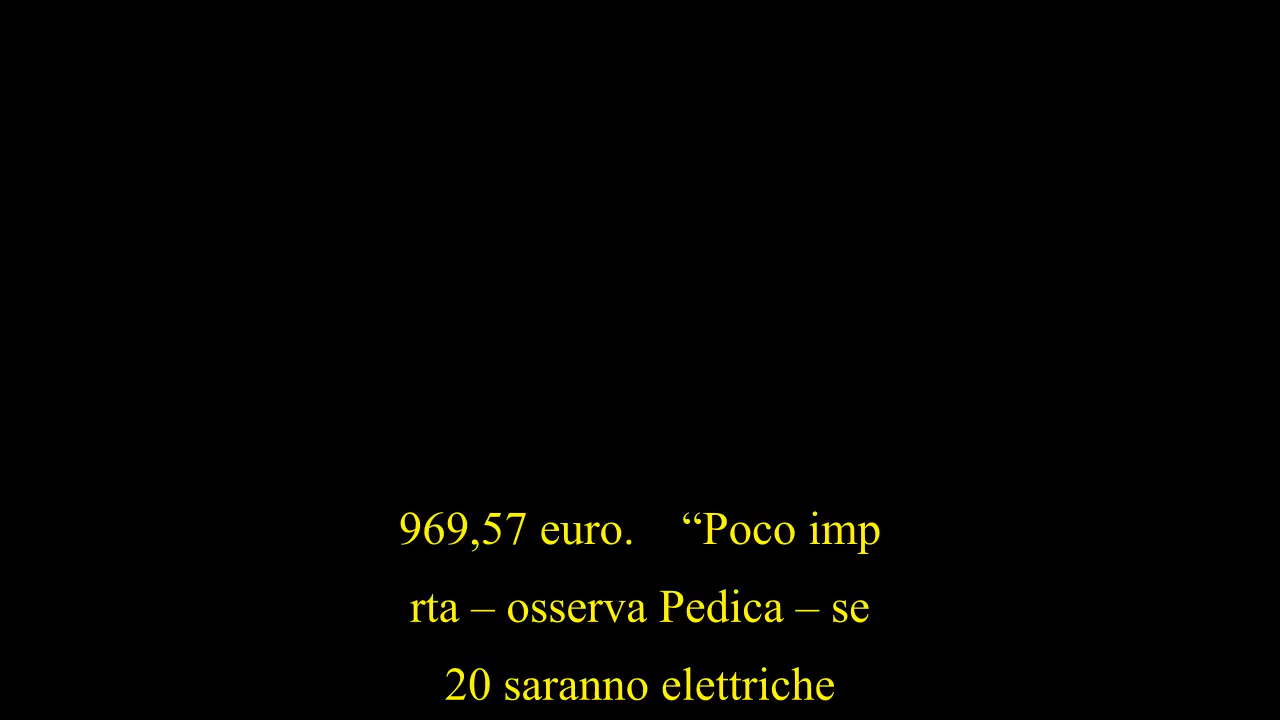 969,57 euro.    “Poco imp
rta – osserva Pedica – se
20 saranno elettriche